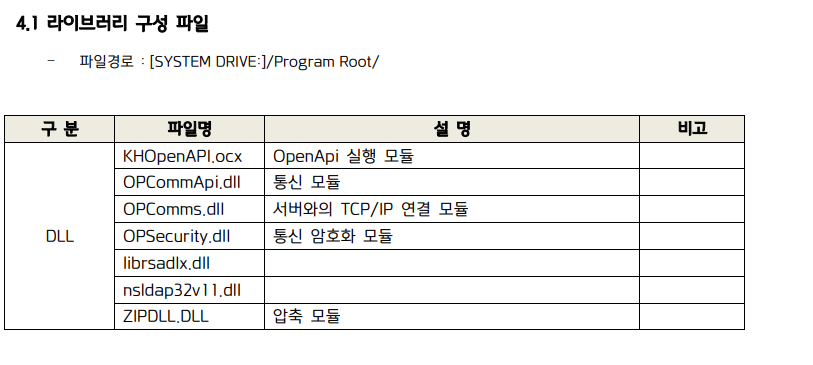 4.1 라이브러리 구성 파일
- 파일경로 : [SYSTEM DRIVE:]/Program Root/
구 분 파일명 설 명 비고
KHOpenAPI.ocx OpenApi 실행 모듈
OPCommApi.dll 통신 모듈
OPComms.dll 서버와의 TCP/IP 연결 모듈
DLL OPSecurity.dll 통신 암호화 모듈
librsadlx.dll
nsldap32v11.dll
ZIPDLL.DLL 압축 모듈